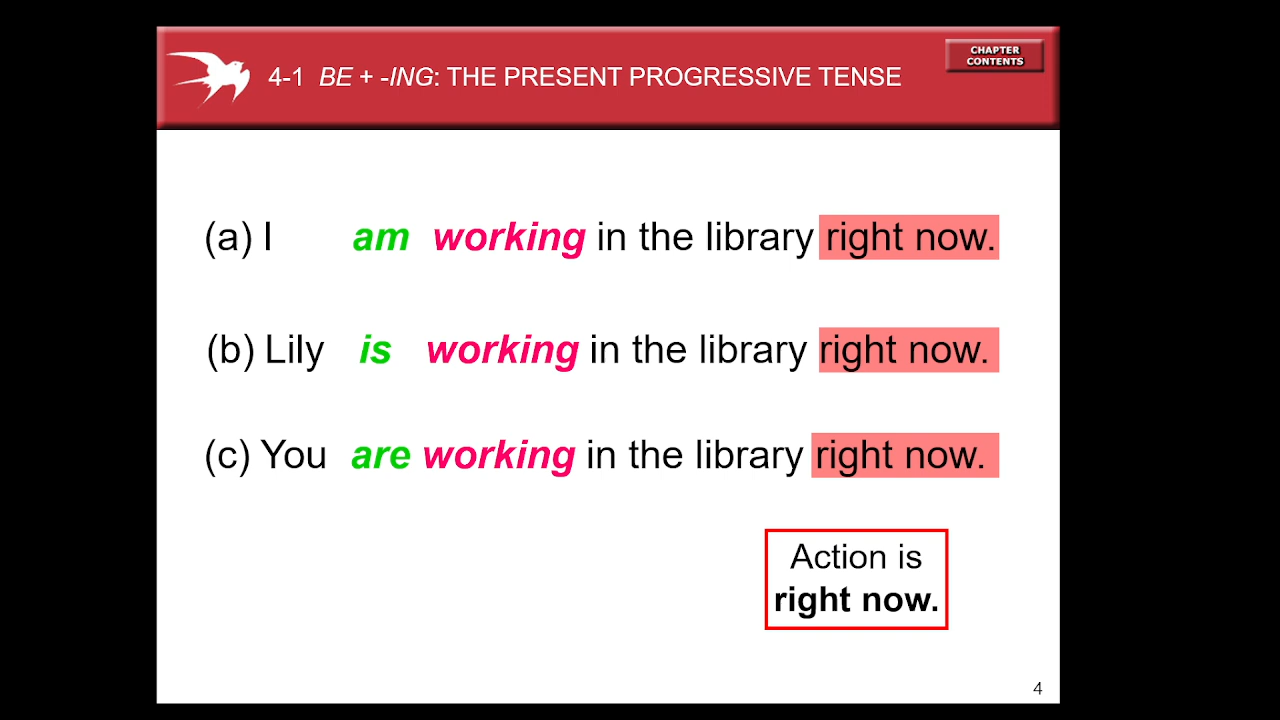 4-1 BE + -ING: THE PRESENT PROGRESSIVE TENSE
CHAPTER
CONTENTS
(a) I am working in the library right now.
(b) Lily is working in the library right now.
(c) You are working in the library right now.
Action is
right now.
4